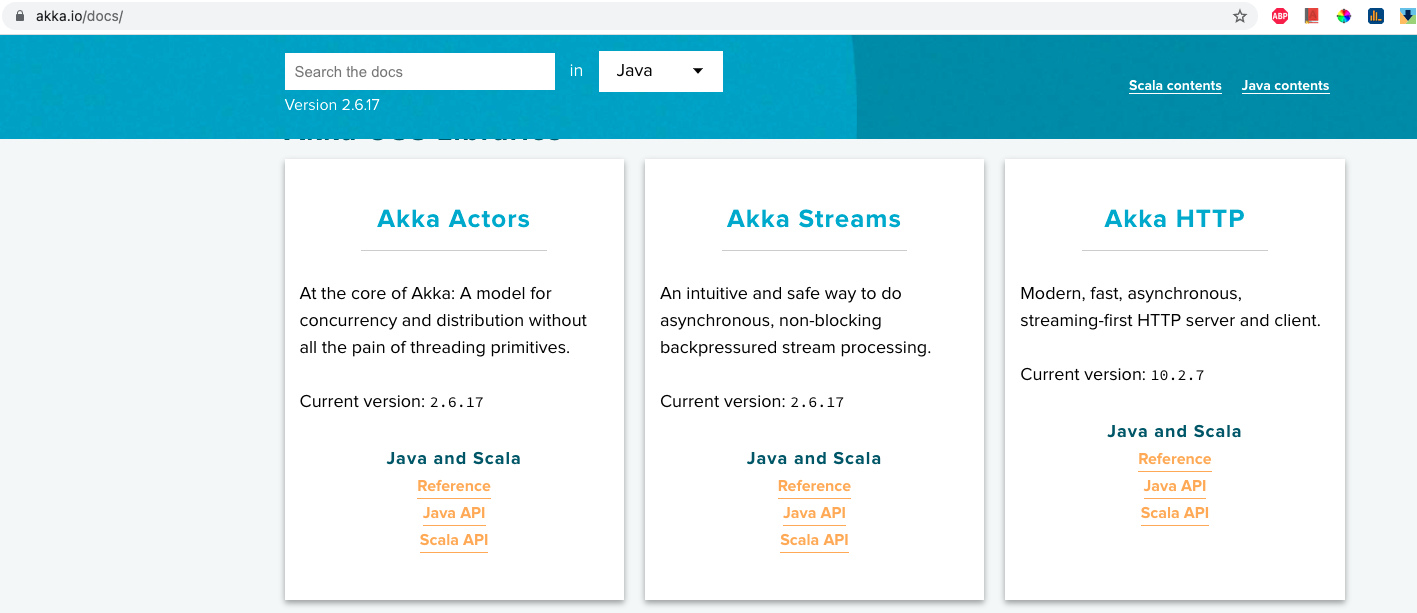 akka.io/docs/
ABP
Search the docs
in
Java
Scala contents
Java contents
Version 2.6.17
Akka Actors
At the core of Akka: A model for
concurrency and distribution without
all the pain of threading primitives.
Current version: 2.6.17
Java and Scala
Reference
Java API
Scala API
Akka Streams
An intuitive and safe way to do
asynchronous, non-blocking
backpressured stream processing.
Current version: 2.6.17
Java and Scala
Reference
Java API
Scala API
Akka HTTP
Modern, fast, asynchronous,
streaming-first HTTP server and client.
Current version: 10.2.7
Java and Scala
Reference
Java API
Scala API